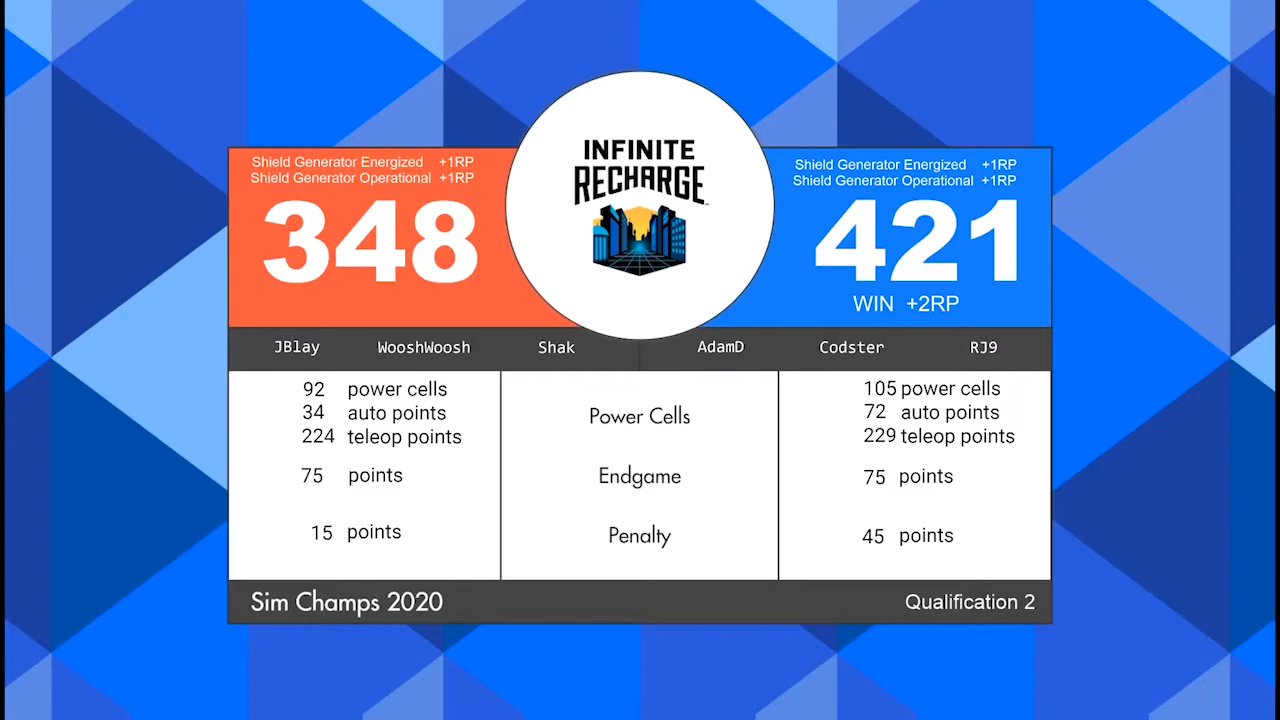 INFINITE
RECHARGE
Shield Generator Energized +1RP
Shield Generator Operational +1RP
348
Shield Generator Energized +1RP
Shield Generator Operational +1RP
421
WIN +2RP
JBlay WooshWoosh Shak AdamD Codster RJ9
92 power cells
34 auto points
224 teleop points
Power Cells
105 power cells
72 auto points
229 teleop points
75 points
Endgame
75 points
15 points
Penalty
45 points
Sim Champs 2020
Qualification 2